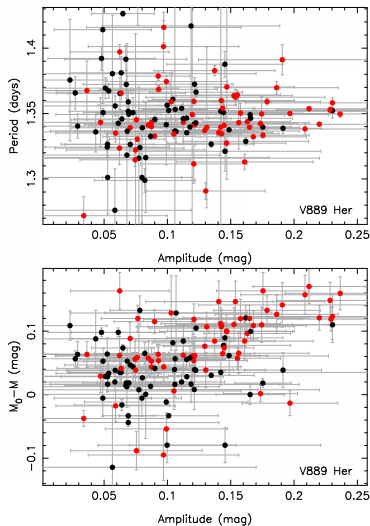 1.4
1.35
1.3
Period (days)
V889 Her
0.05 0.1 0.15 0.2 0.25
Amplitude (mag)
0.1
0
−0.1
M₀−M (mag)
V889 Her
0.05 0.1 0.15 0.2 0.25
Amplitude (mag)